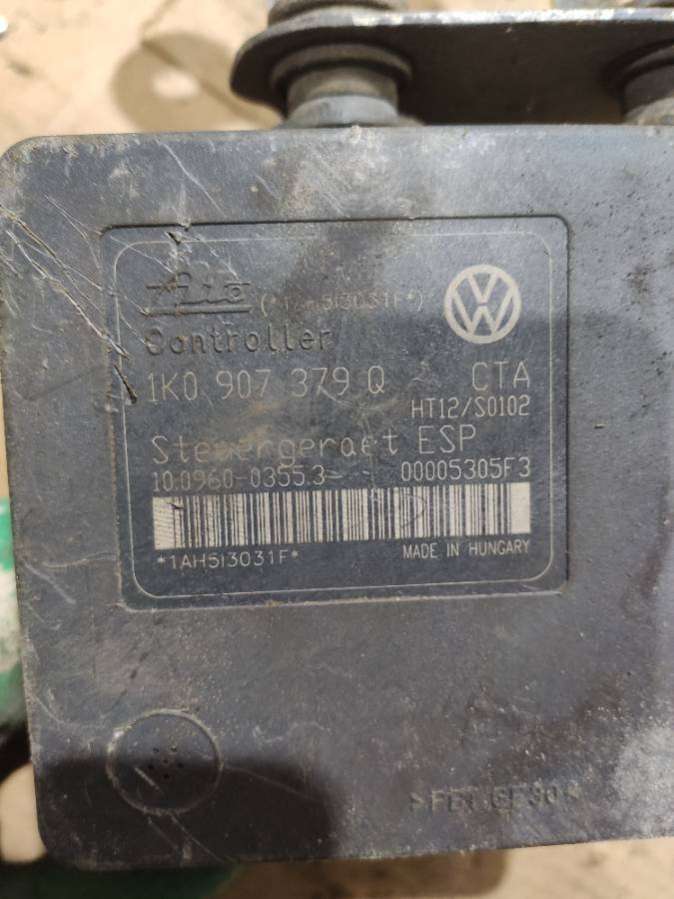 Ate
Controller
1K0 907 379 Q CTA
HT12/S0102
Steuergeraet ESP
10.0960-0355.3 00005305F3
*1AH5I3031F* MADE IN HUNGARY